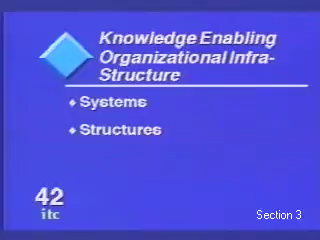 Knowledge Enabling
Organizational Infra-
Structure
Systems
Structures
42
itc
Section 3